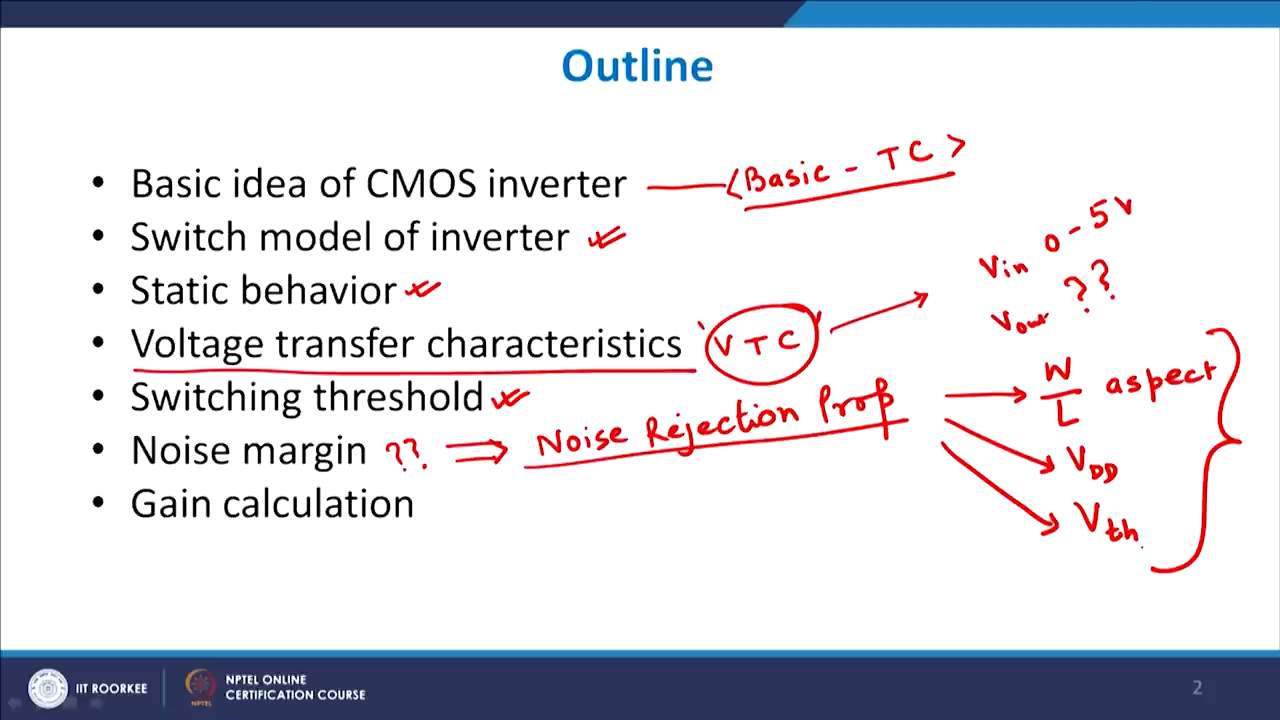 Outline
• Basic idea of CMOS inverter <Basic - TC>
• Switch model of inverter
• Static behavior
• Voltage transfer characteristics VTC
Vin 0-5V
Vout ??
• Switching threshold
• Noise margin ?? ⇒ Noise Rejection Prop
W/L aspect
VDD
Vth
• Gain calculation
IIT ROORKEE
NPTEL
NPTEL ONLINE
CERTIFICATION COURSE
2